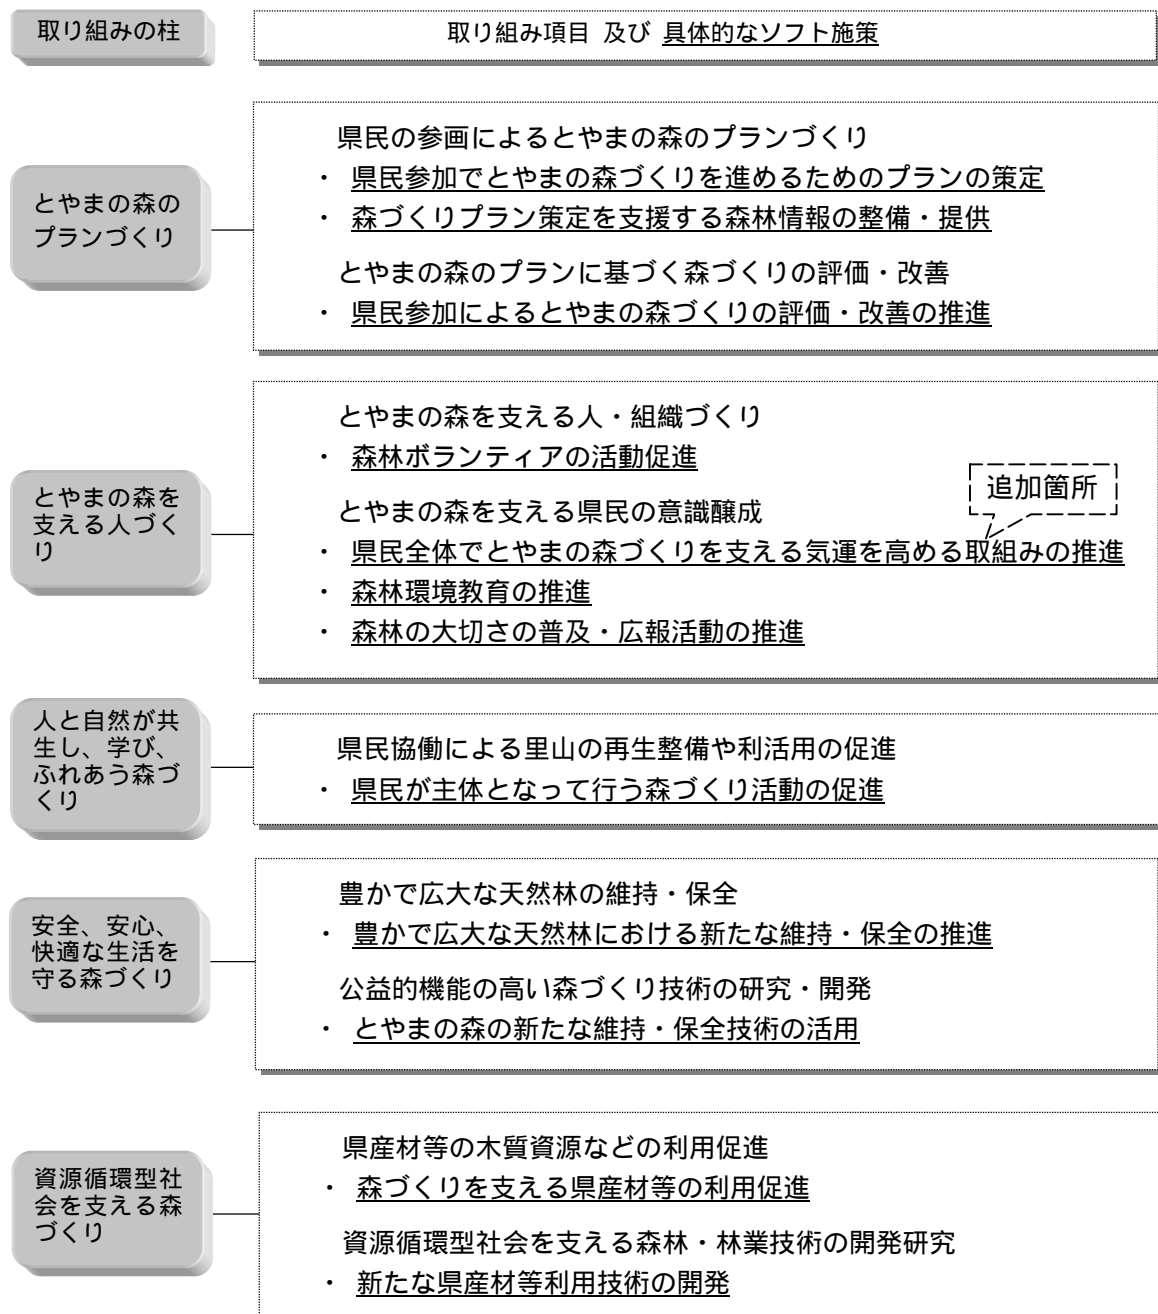 取り組みの柱
取り組み項目 及び 具体的なソフト施策
とやまの森の
プランづくり
県民の参画によるとやまの森のプランづくり
・ 県民参加でとやまの森づくりを進めるためのプランの策定
・ 森づくりプラン策定を支援する森林情報の整備・提供
とやまの森のプランに基づく森づくりの評価・改善
・ 県民参加によるとやまの森づくりの評価・改善の推進
とやまの森を
支える人づく
り
とやまの森を支える人・組織づくり
・ 森林ボランティアの活動促進
追加箇所
とやまの森を支える県民の意識醸成
・ 県民全体でとやまの森づくりを支える気運を高める取組みの推進
・ 森林環境教育の推進
・ 森林の大切さの普及・広報活動の推進
人と自然が共
生し、学び、
ふれあう森づ
くり
県民協働による里山の再生整備や利活用の促進
・ 県民が主体となって行う森づくり活動の促進
安全、安心、
快適な生活を
守る森づくり
豊かで広大な天然林の維持・保全
・ 豊かで広大な天然林における新たな維持・保全の推進
公益的機能の高い森づくり技術の研究・開発
・ とやまの森の新たな維持・保全技術の活用
資源循環型社
会を支える森
づくり
県産材等の木質資源などの利用促進
・ 森づくりを支える県産材等の利用促進
資源循環型社会を支える森林・林業技術の開発研究
・ 新たな県産材等利用技術の開発